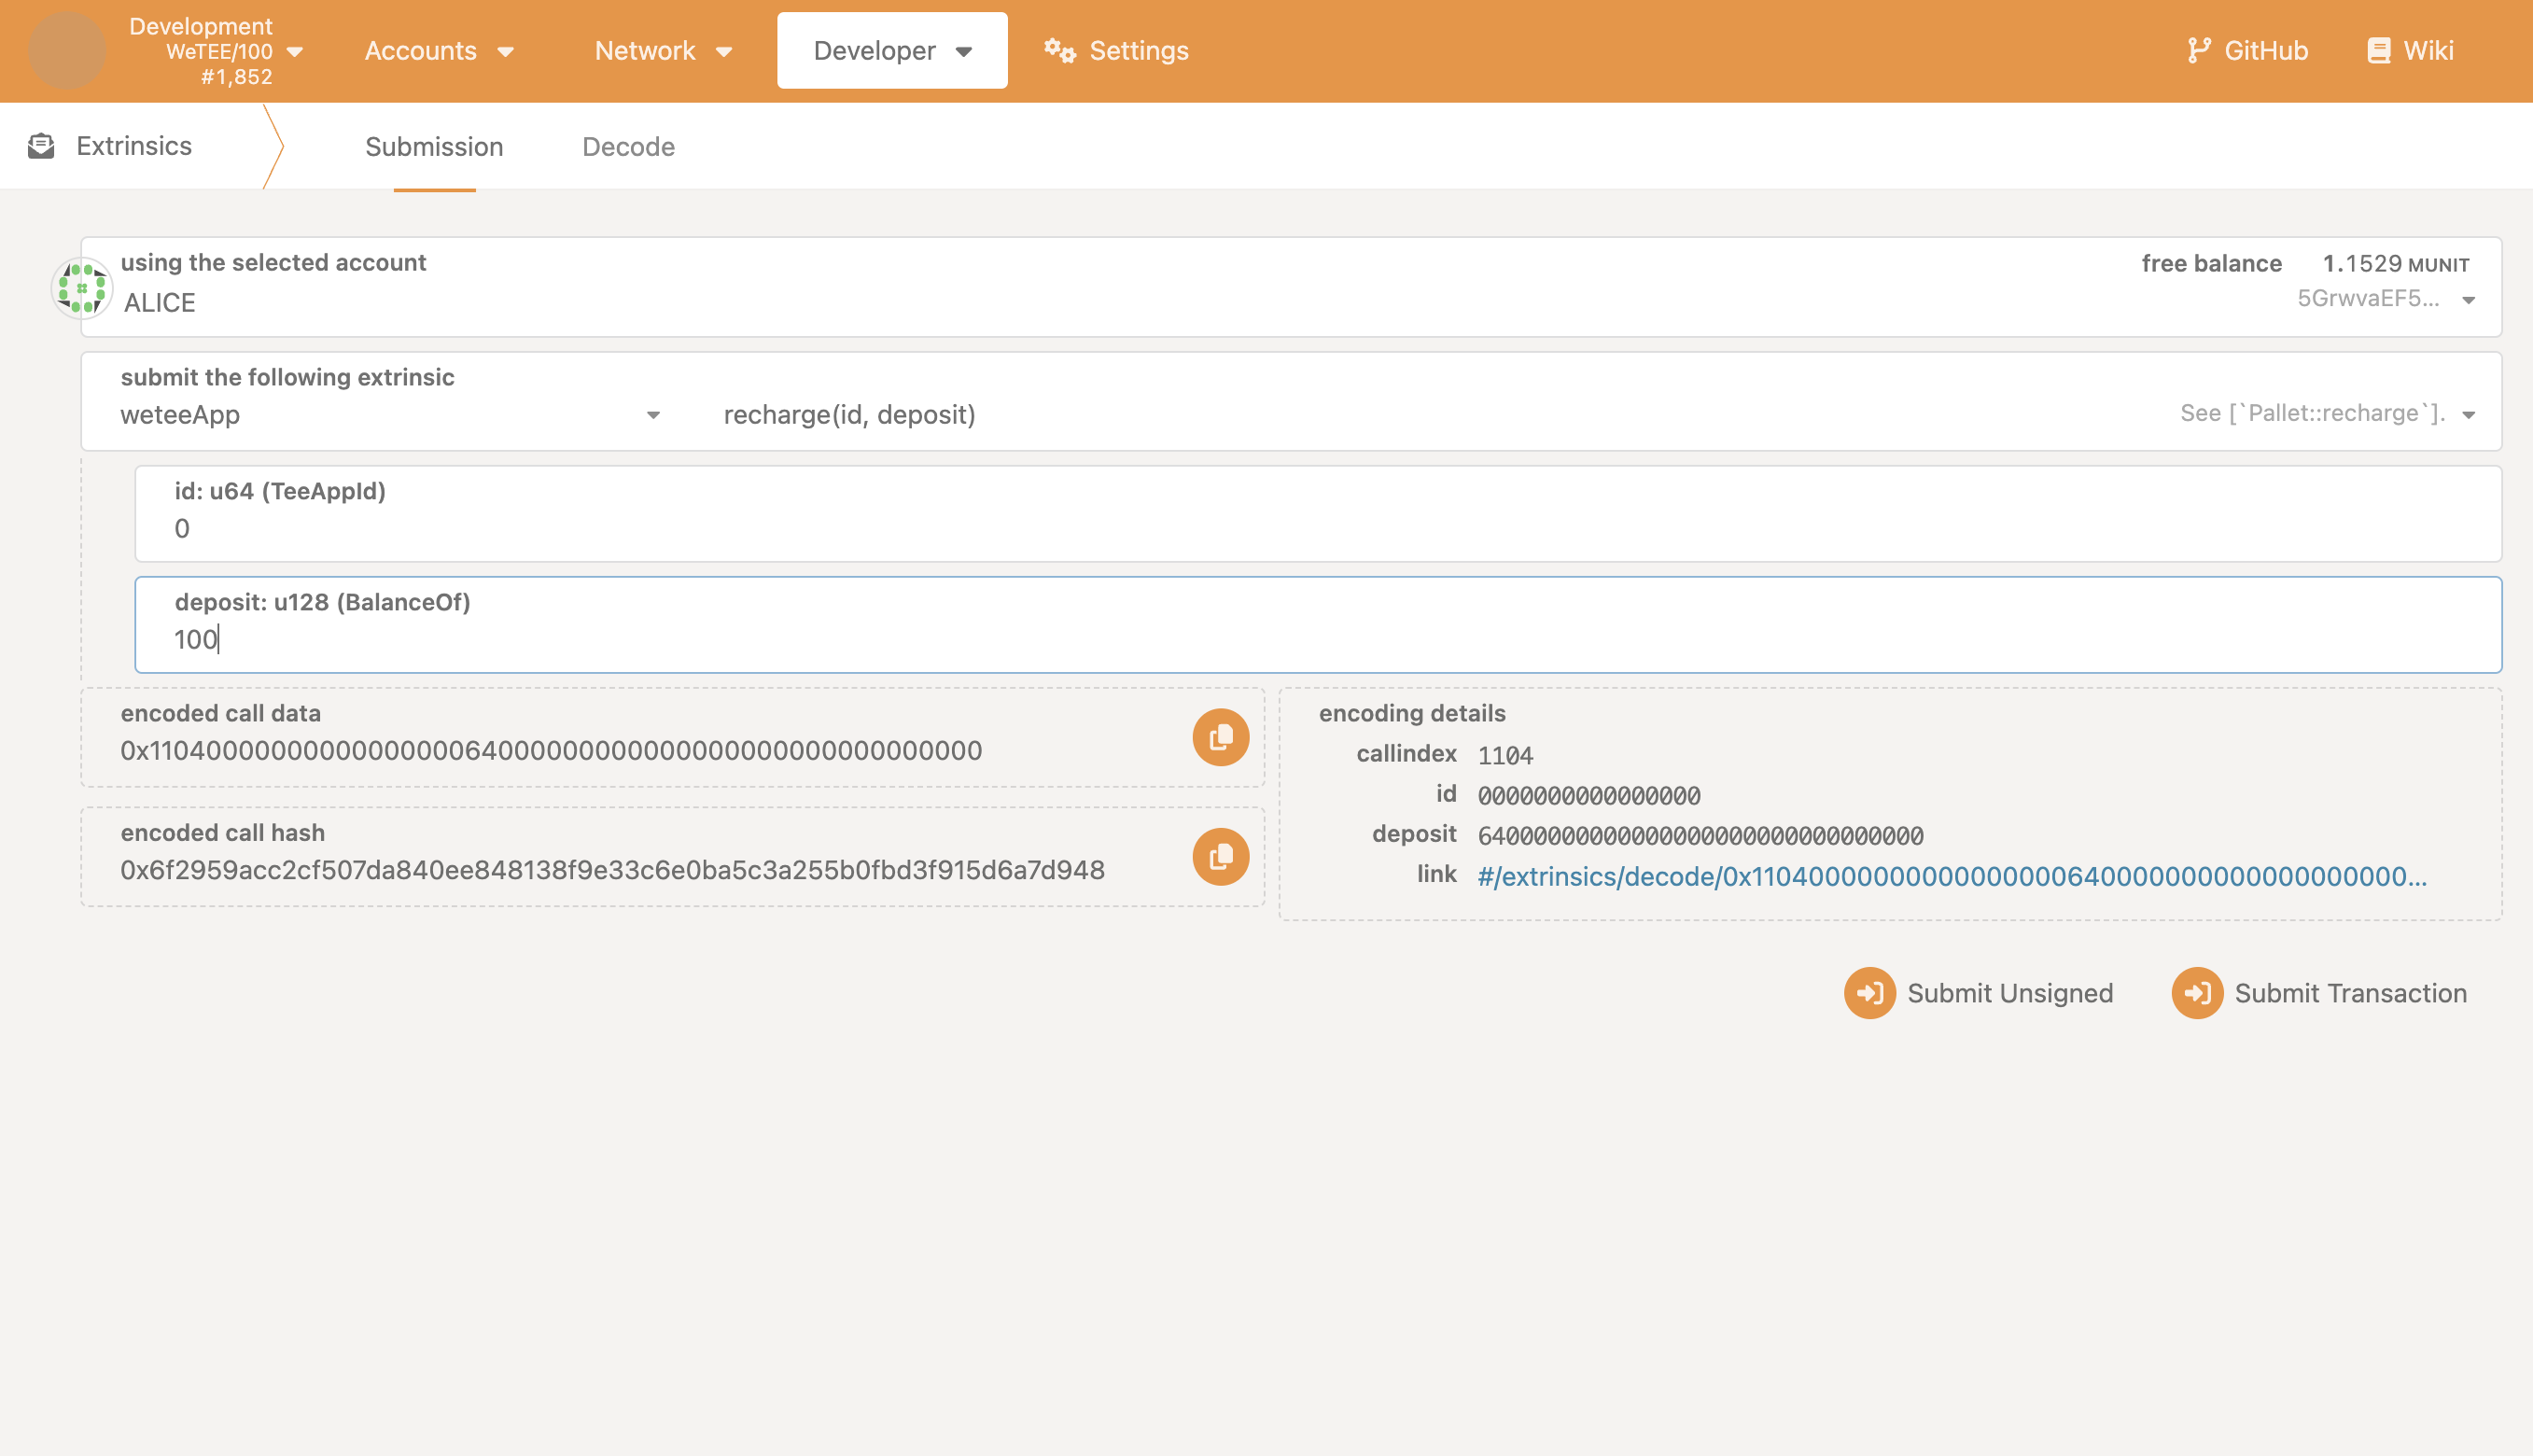 Development
WeTEE/100
#1,852
Accounts
Network
Developer
Settings
GitHub
Wiki
Extrinsics
Submission
Decode
using the selected account
ALICE
free balance 1.1529 MUNIT
5GrwvaEF5...
submit the following extrinsic
weteeApp
recharge(id, deposit)
See [`Pallet::recharge`].
id: u64 (TeeAppId)
0
deposit: u128 (BalanceOf)
100
encoded call data
0x1104000000000000000064000000000000000000000000000000
encoded call hash
0x6f2959acc2cf507da840ee848138f9e33c6e0ba5c3a255b0fbd3f915d6a7d948
encoding details
callindex 1104
id 0000000000000000
deposit 64000000000000000000000000000000
link #/extrinsics/decode/0x110400000000000000006400000000000000000000...
Submit Unsigned
Submit Transaction